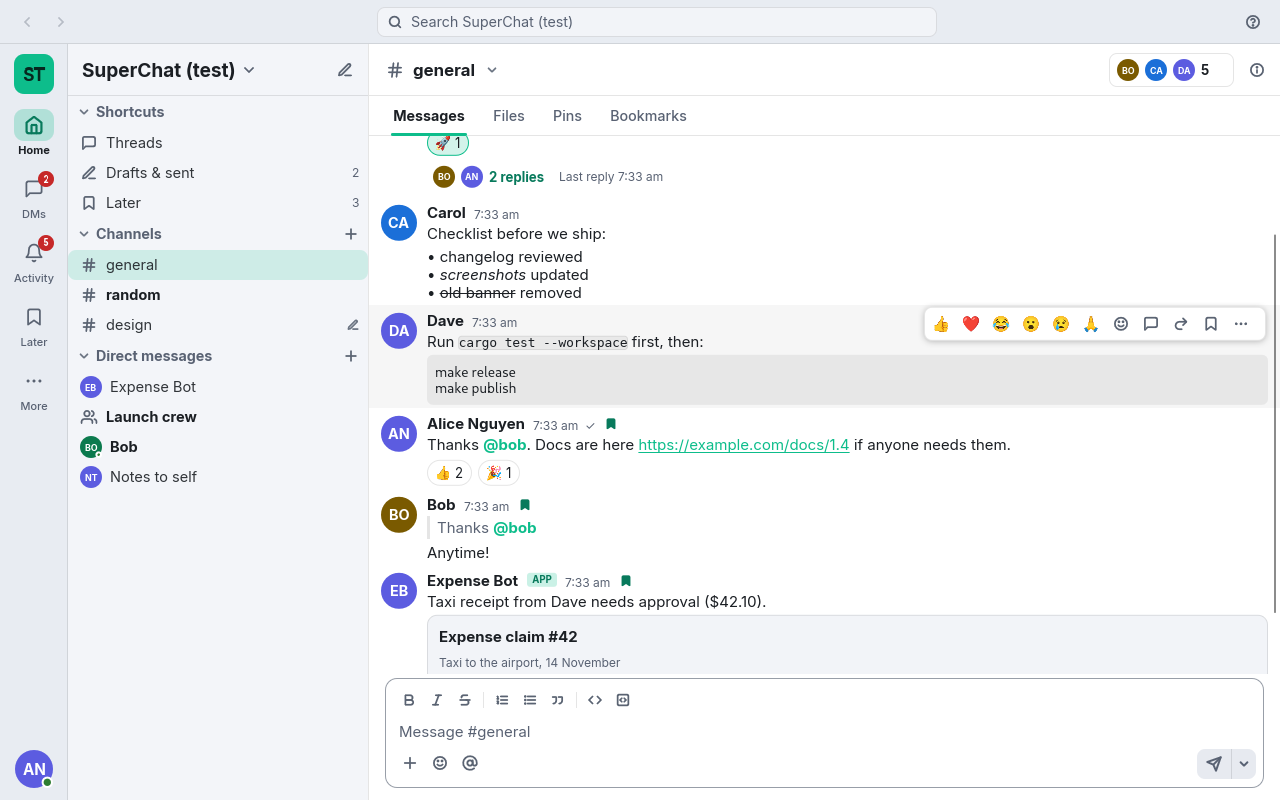 Search SuperChat (test)
ST
Home
2
DMs
5
Activity
Later
More
AN
SuperChat (test)
Shortcuts
Threads
Drafts & sent 2
Later 3
Channels
general
random
design
Direct messages
EB Expense Bot
Launch crew
BO Bob
NT Notes to self
# general
BO CA DA 5
Messages Files Pins Bookmarks
🚀 1
BO AN 2 replies Last reply 7:33 am
CA Carol 7:33 am
Checklist before we ship:
• changelog reviewed
• screenshots updated
• old banner removed
DA Dave 7:33 am
Run cargo test --workspace first, then:
make release
make publish
AN Alice Nguyen 7:33 am
Thanks @bob. Docs are here https://example.com/docs/1.4 if anyone needs them.
👍 2 🎉 1
BO Bob 7:33 am
Thanks @bob
Anytime!
EB Expense Bot APP 7:33 am
Taxi receipt from Dave needs approval ($42.10).
Expense claim #42
Taxi to the airport, 14 November
Message #general